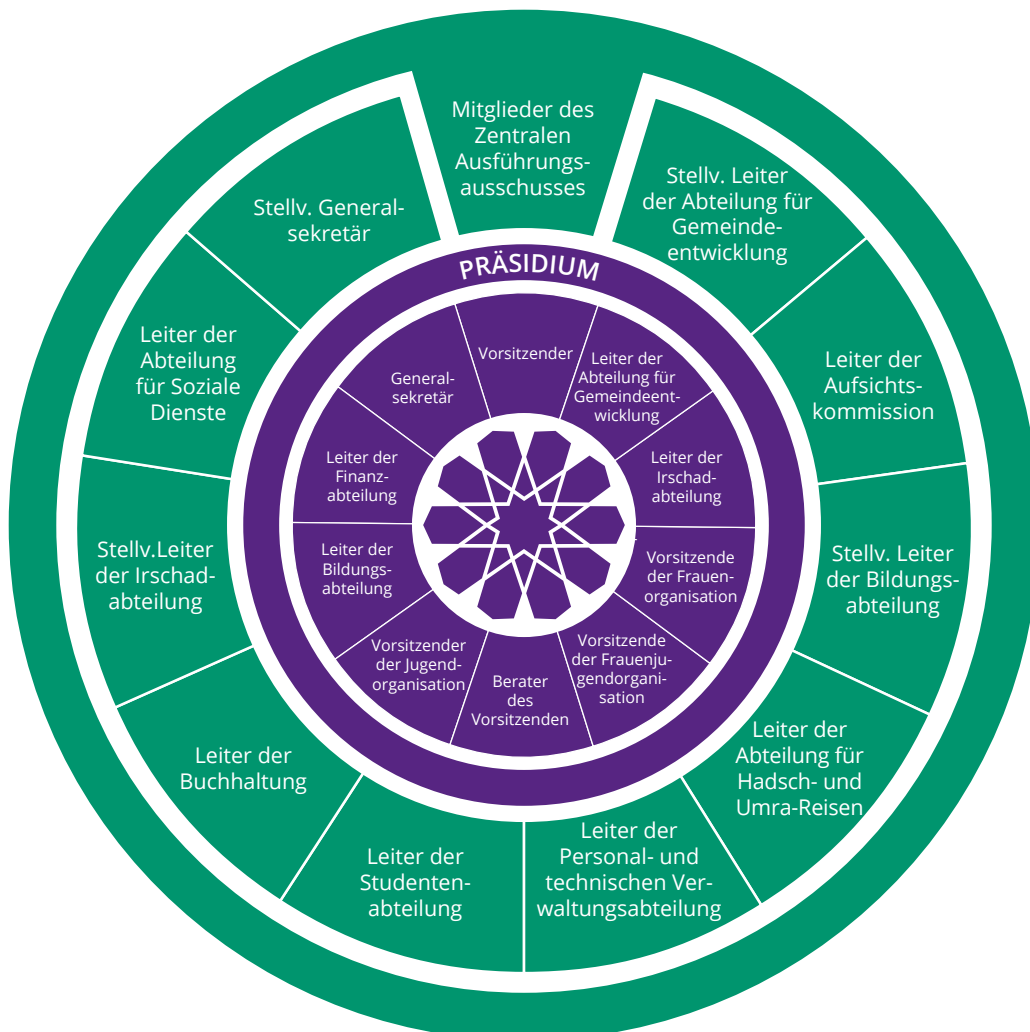 Mitglieder des
Zentralen
Ausführungs-
ausschusses
Stellv. Leiter
der Abteilung für
Gemeinde-
entwicklung
Leiter der
Aufsichts-
kommission
Stellv. Leiter
der Bildungs-
abteilung
Leiter der
Abteilung für
Hadsch- und
Umra-Reisen
Leiter der
Personal- und
technischen Ver-
waltungsabteilung
Leiter der
Studenten-
abteilung
Leiter der
Buchhaltung
Stellv.Leiter
der Irschad-
abteilung
Leiter der
Abteilung
für Soziale
Dienste
Stellv. General-
sekretär
PRÄSIDIUM
Vorsitzender
Leiter der
Abteilung für
Gemeindeent-
wicklung
Leiter der
Irschad-
abteilung
Vorsitzende
der Frauen-
organisation
Vorsitzende
der Frauenju-
gendorgani-
sation
Berater
des
Vorsitzenden
Vorsitzender
der Jugend-
organisation
Leiter der
Bildungs-
abteilung
Leiter der
Finanz-
abteilung
General-
sekretär